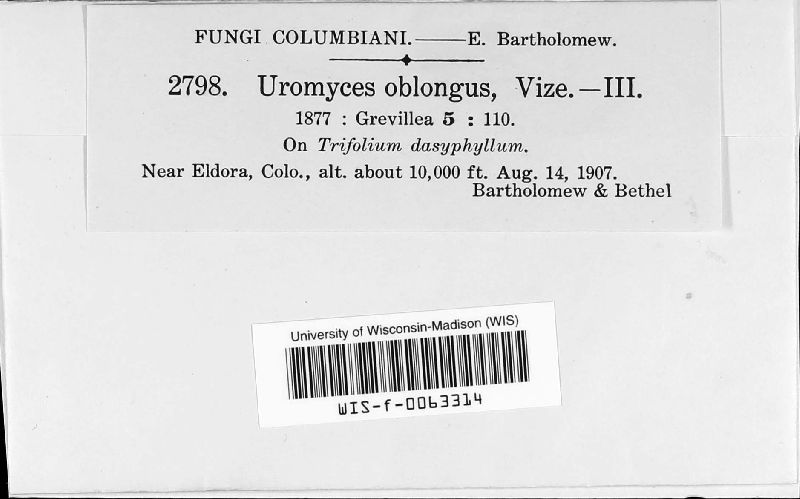 FUNGI COLUMBIANI.——E. Bartholomew.
2798. Uromyces oblongus, Vize.—III.
1877 : Grevillea 5 : 110.
On Trifolium dasyphyllum.
Near Eldora, Colo., alt. about 10,000 ft. Aug. 14, 1907.
Bartholomew & Bethel
University of Wisconsin-Madison (WIS)
WIS-f-0063314